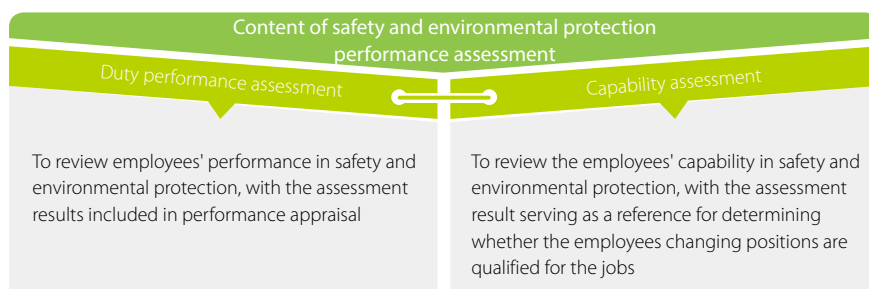 Content of safety and environmental protection
performance assessment
Duty performance assessment
To review employees' performance in safety and
environmental protection, with the assessment
results included in performance appraisal
Capability assessment
To review the employees' capability in safety and
environmental protection, with the assessment
result serving as a reference for determining
whether the employees changing positions are
qualified for the jobs